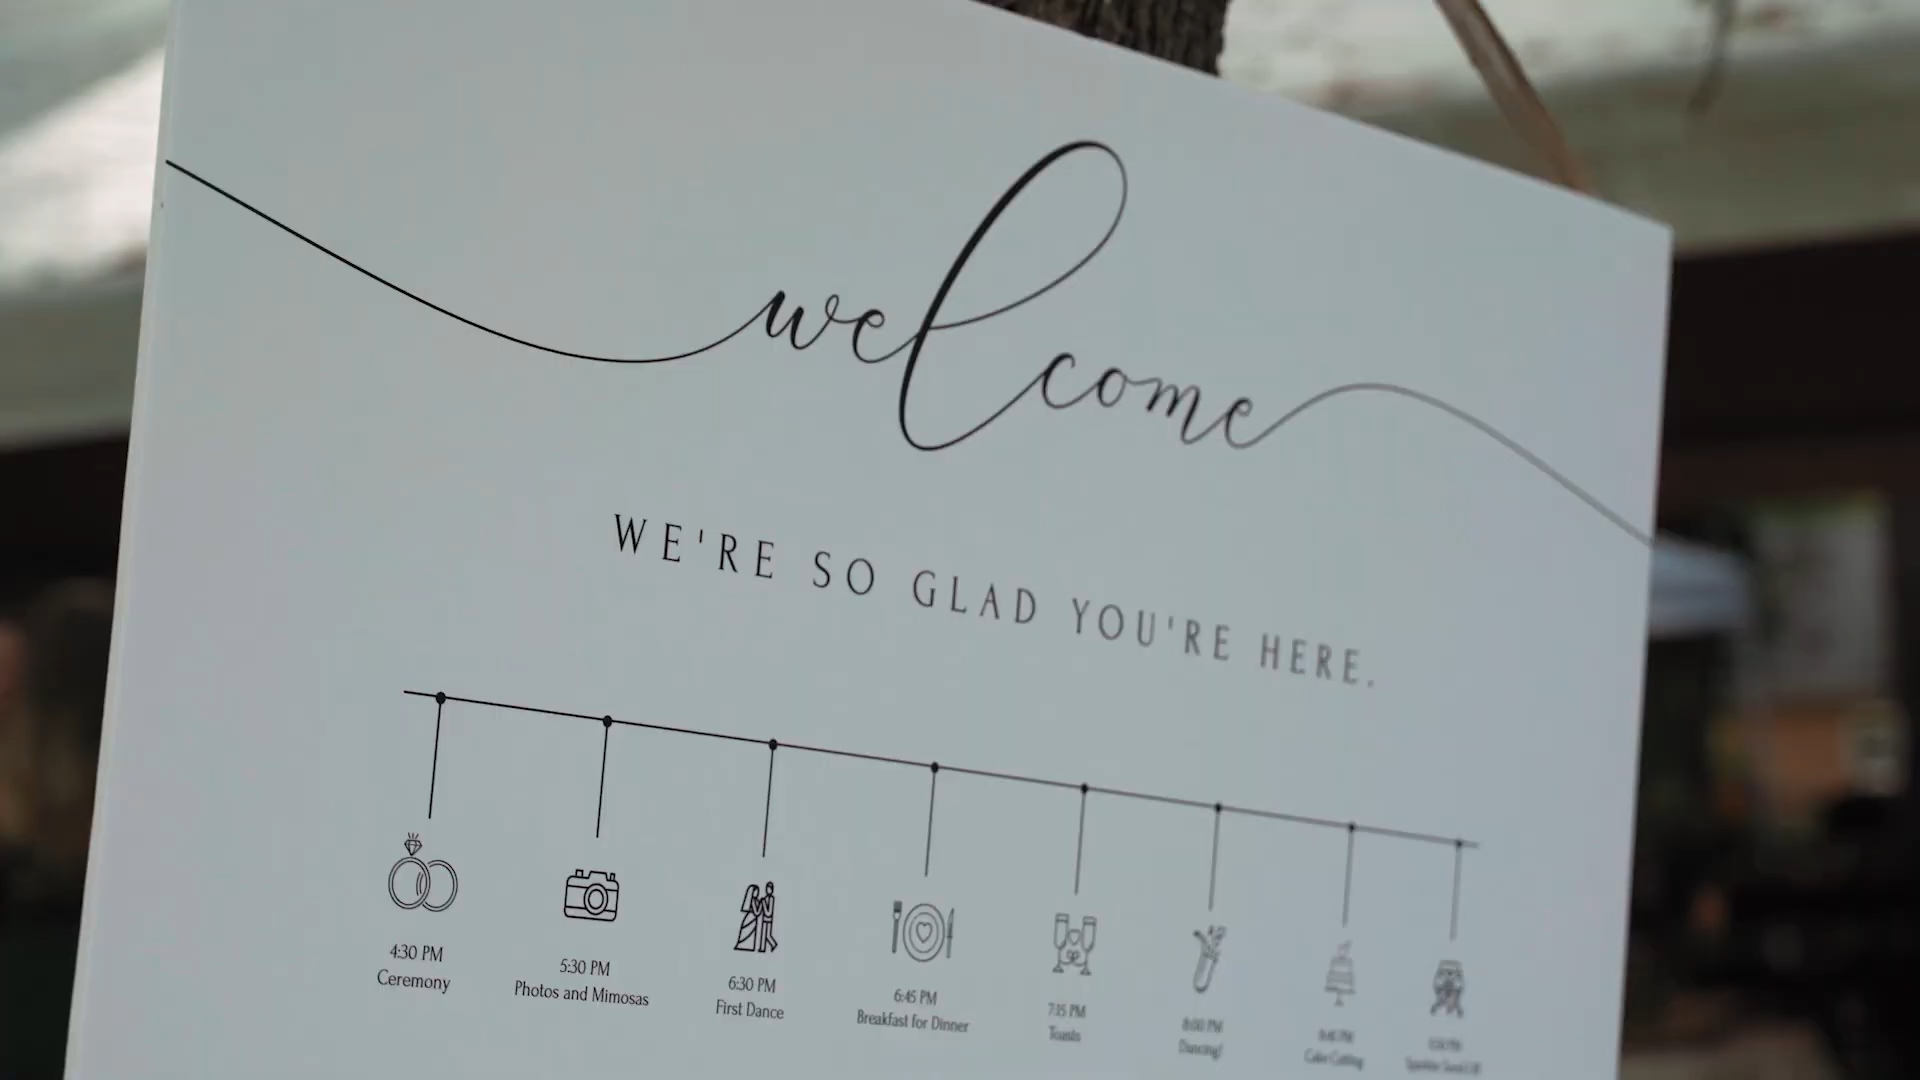 welcome
WE'RE SO GLAD YOU'RE HERE.
4:30 PM
Ceremony
5:30 PM
Photos and Mimosas
6:30 PM
First Dance
6:45 PM
Breakfast for Dinner
7:15 PM
Toasts
8:00 PM
Dancing!
Cake Cutting